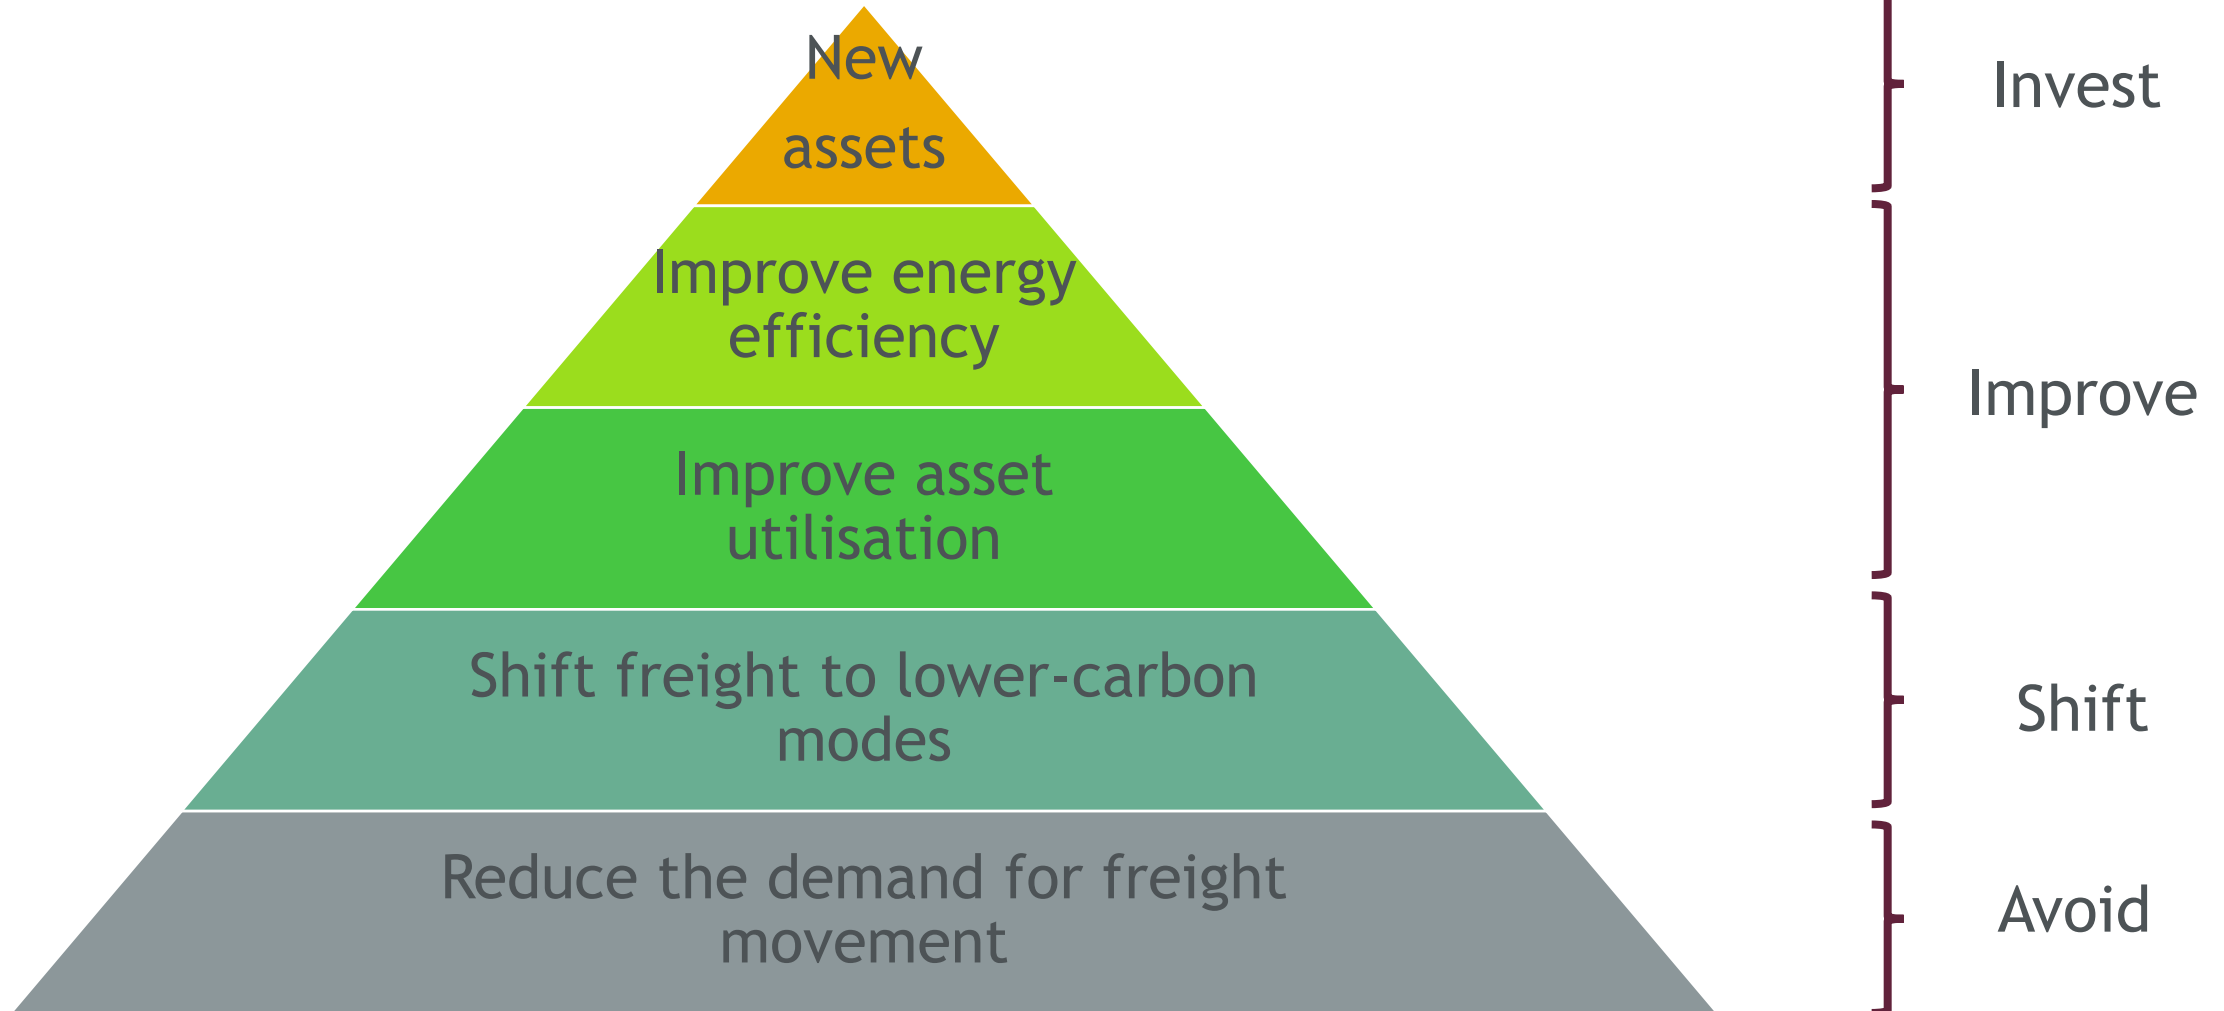 New
assets
Invest
Improve energy
efficiency
Improve
Improve asset
utilisation
Shift freight to lower-carbon
modes
Shift
Reduce the demand for freight
movement
Avoid